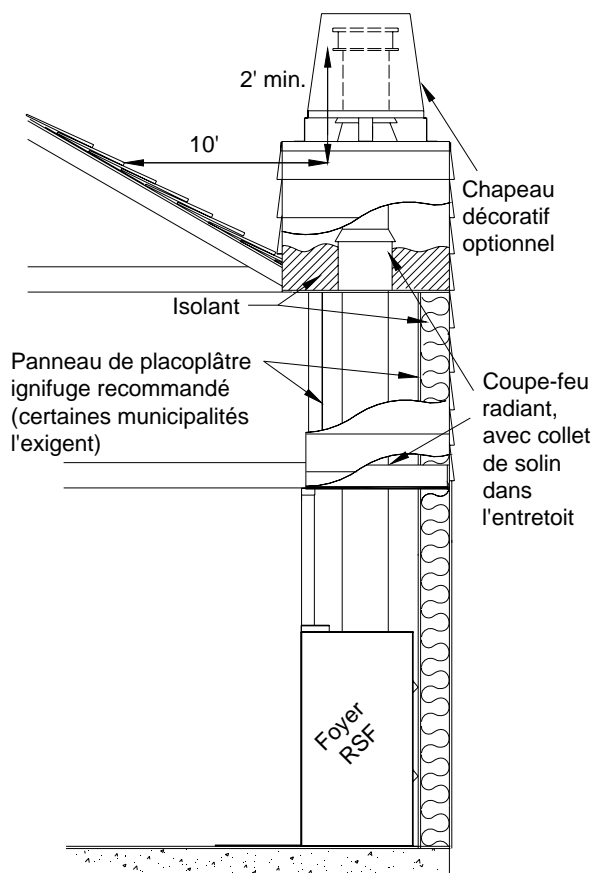 2' min.
10'
Chapeau
décoratif
optionnel
Isolant
Panneau de placoplâtre
ignifuge recommandé
(certaines municipalités
l'exigent)
Coupe-feu
radiant,
avec collet
de solin
dans
l'entretoit
Foyer
RSF